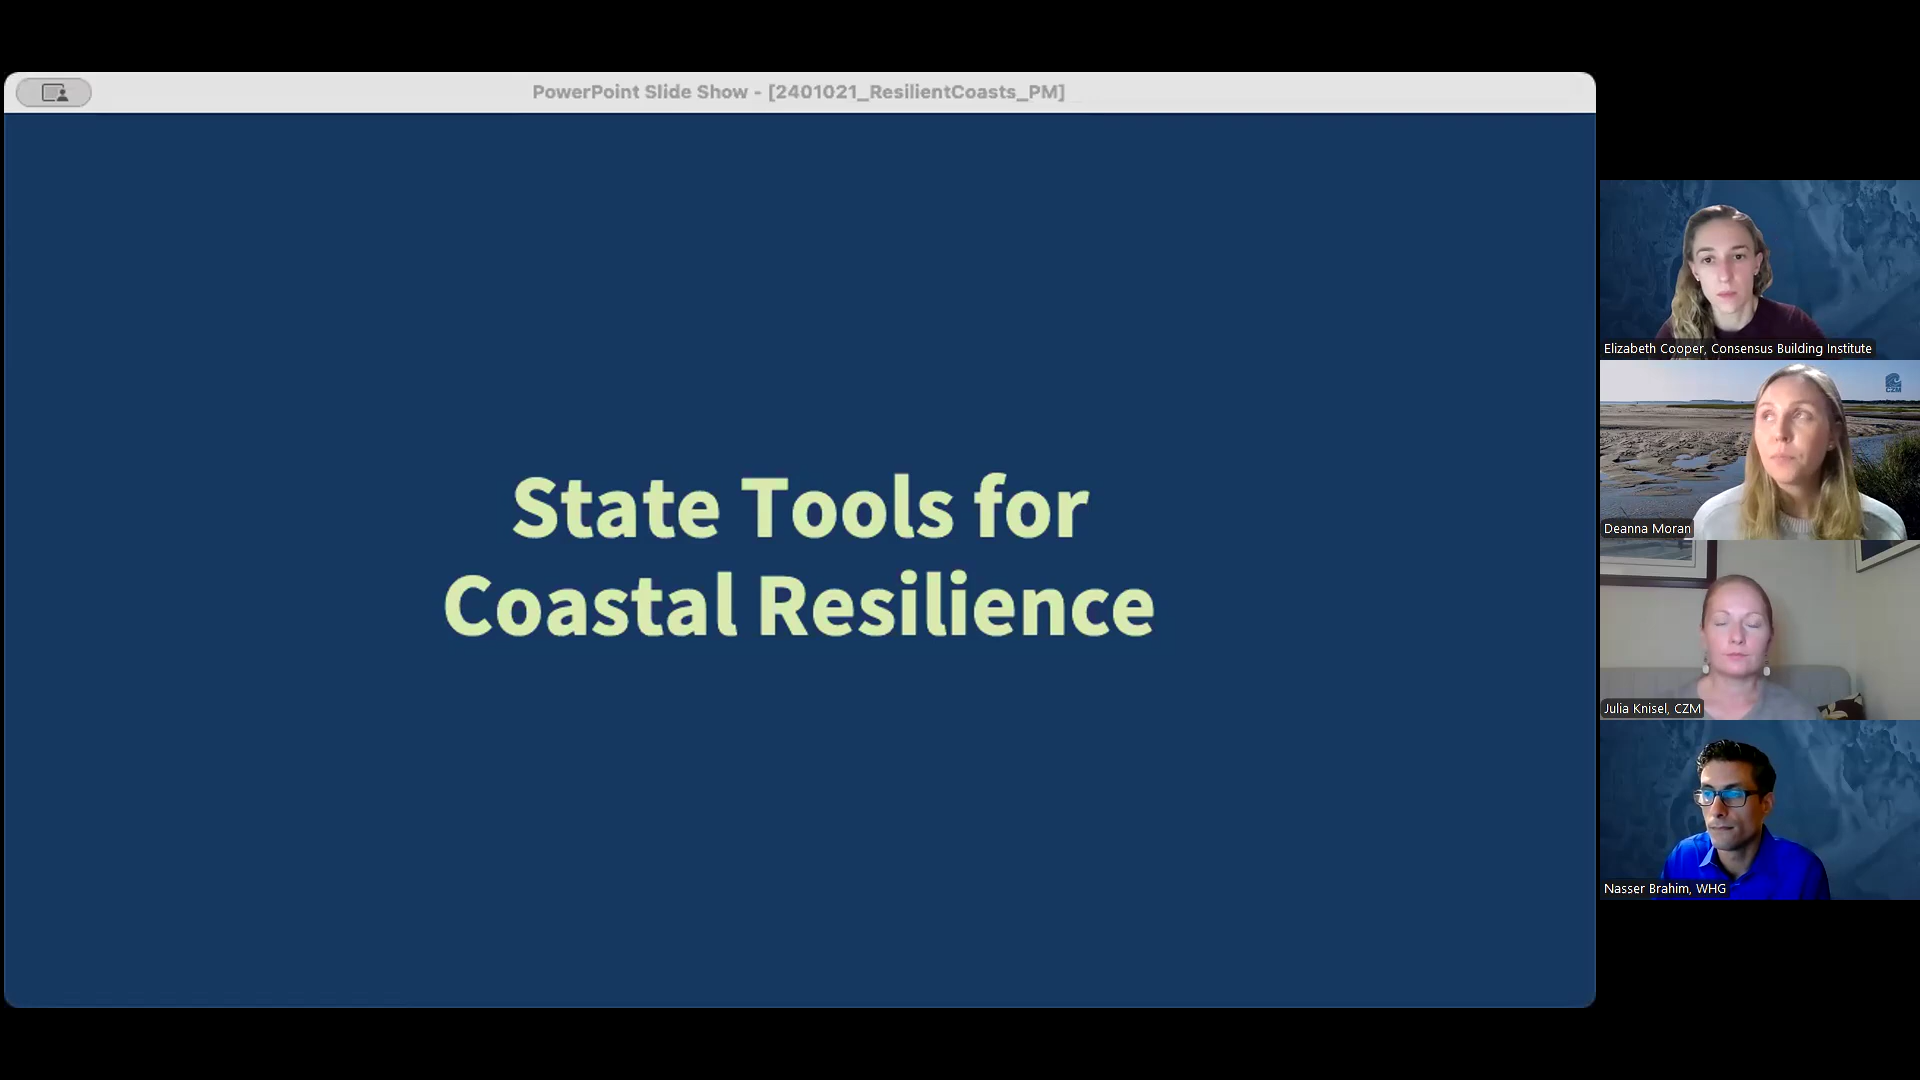 PowerPoint Slide Show - [2401021_ResilientCoasts_PM]
State Tools for
Coastal Resilience
Elizabeth Cooper, Consensus Building Institute
CZM
Deanna Moran
Julia Knisel, CZM
Nasser Brahim, WHG